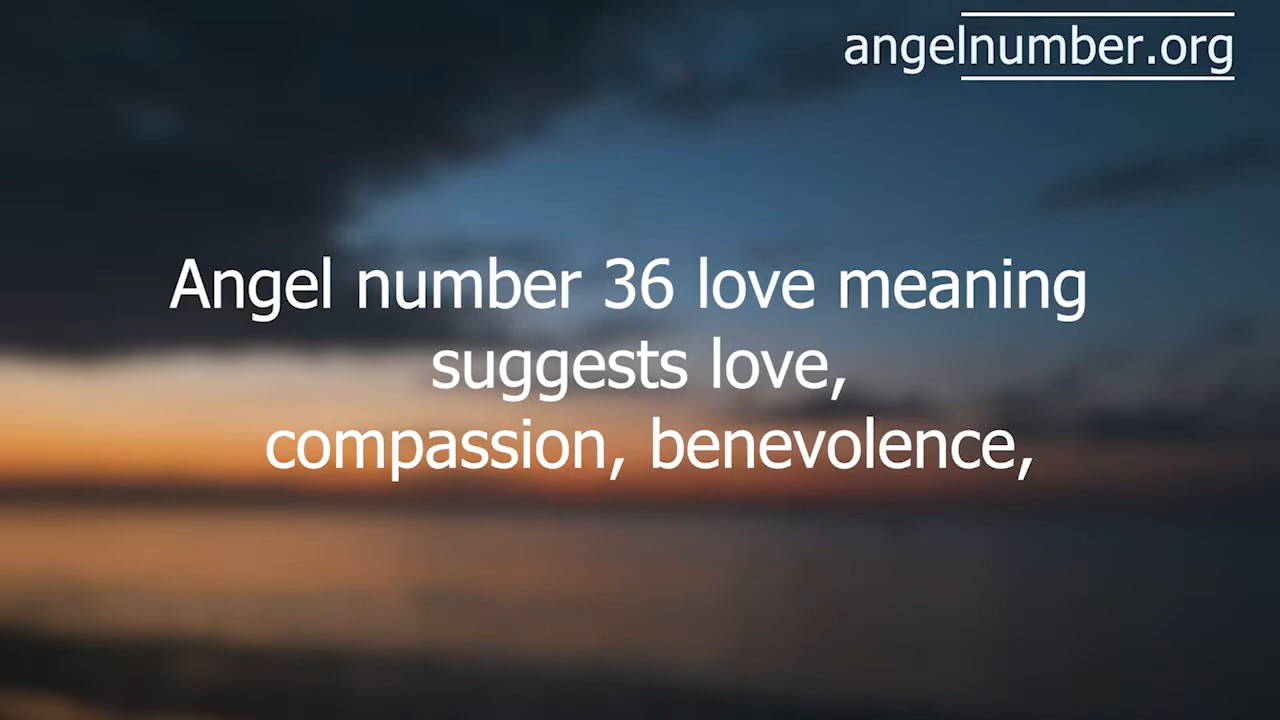 angelnumber.org
Angel number 36 love meaning
suggests love,
compassion, benevolence,